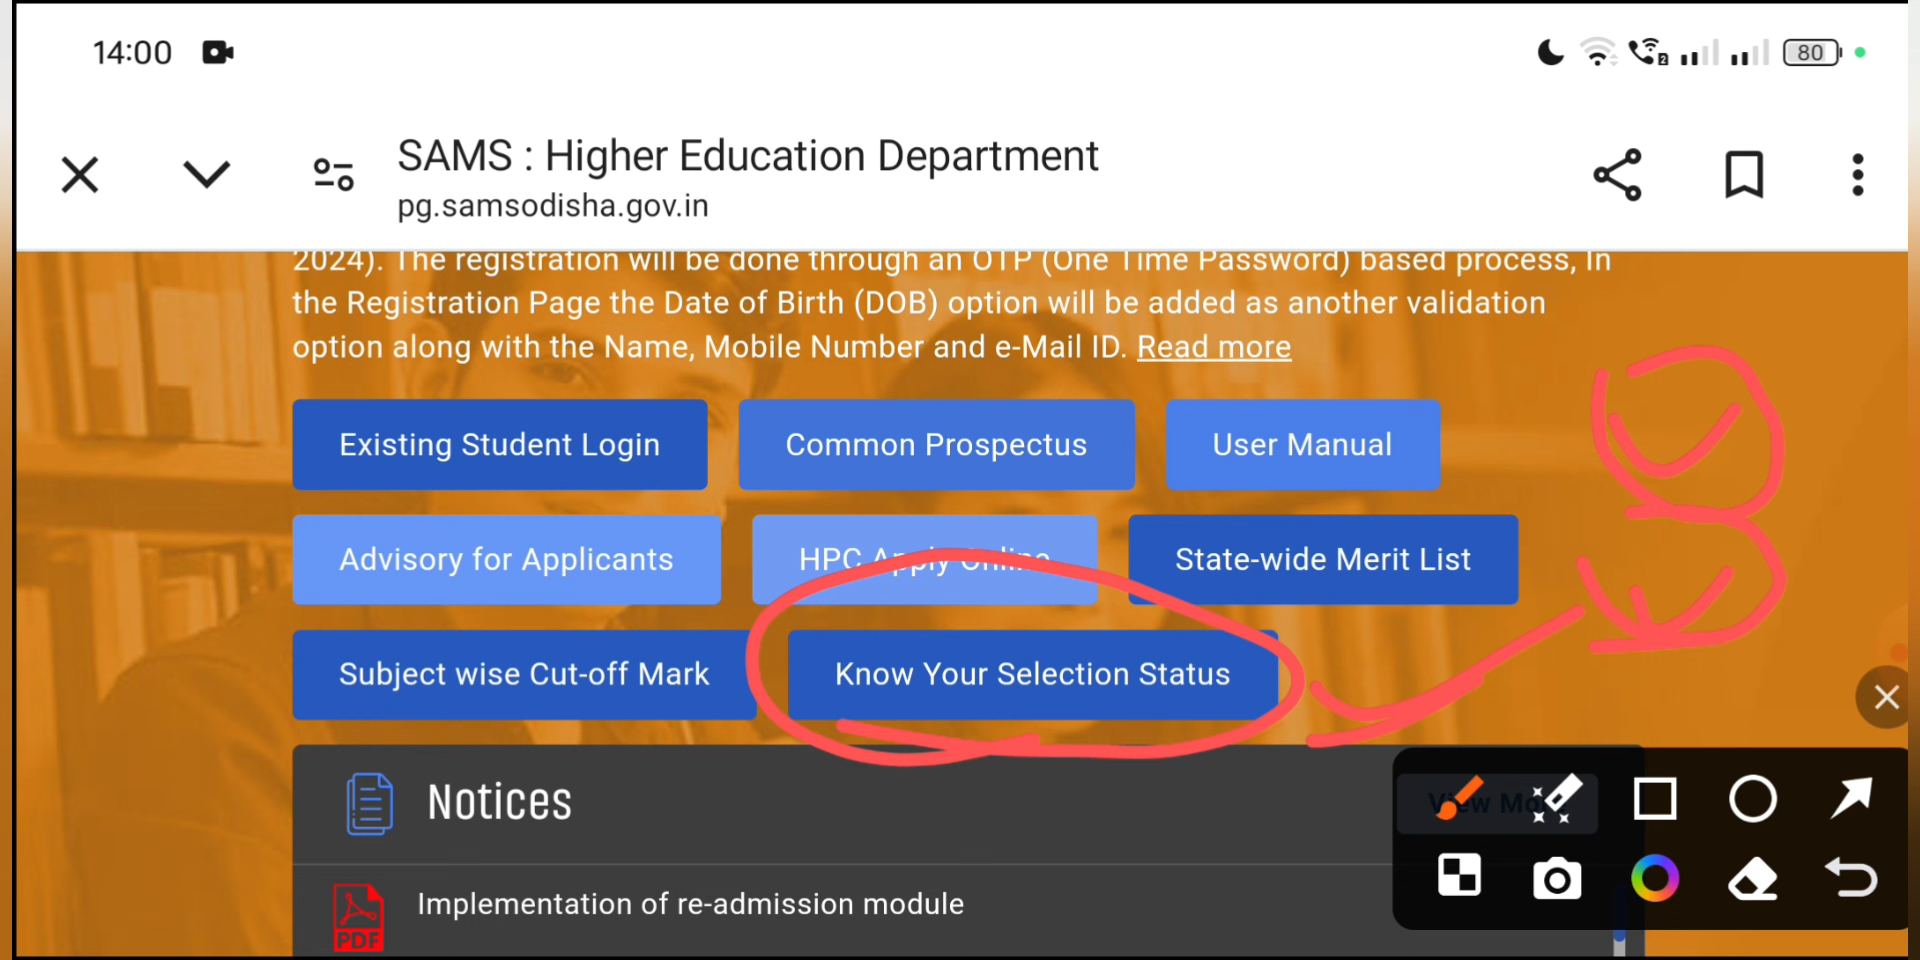 14:00
80
SAMS : Higher Education Department
pg.samsodisha.gov.in
2024). The registration will be done through an OTP (One Time Password) based process, In
the Registration Page the Date of Birth (DOB) option will be added as another validation
option along with the Name, Mobile Number and e-Mail ID. Read more
Existing Student Login
Common Prospectus
User Manual
Advisory for Applicants
HPC Apply Online
State-wide Merit List
Subject wise Cut-off Mark
Know Your Selection Status
Notices
Implementation of re-admission module
PDF